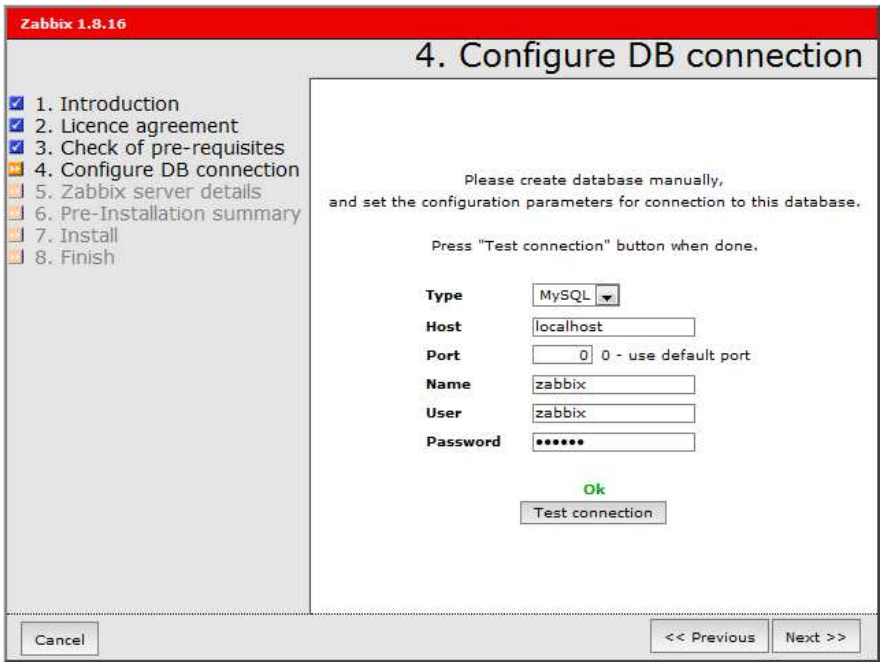 Zabbix 1.8.16
4. Configure DB connection
1. Introduction
2. Licence agreement
3. Check of pre-requisites
4. Configure DB connection
5. Zabbix server details
6. Pre-Installation summary
7. Install
8. Finish
Please create database manually,
and set the configuration parameters for connection to this database.
Press "Test connection" button when done.
Type MySQL
Host localhost
Port 0 0 - use default port
Name zabbix
User zabbix
Password ••••••
Ok
Test connection
Cancel << Previous Next >>